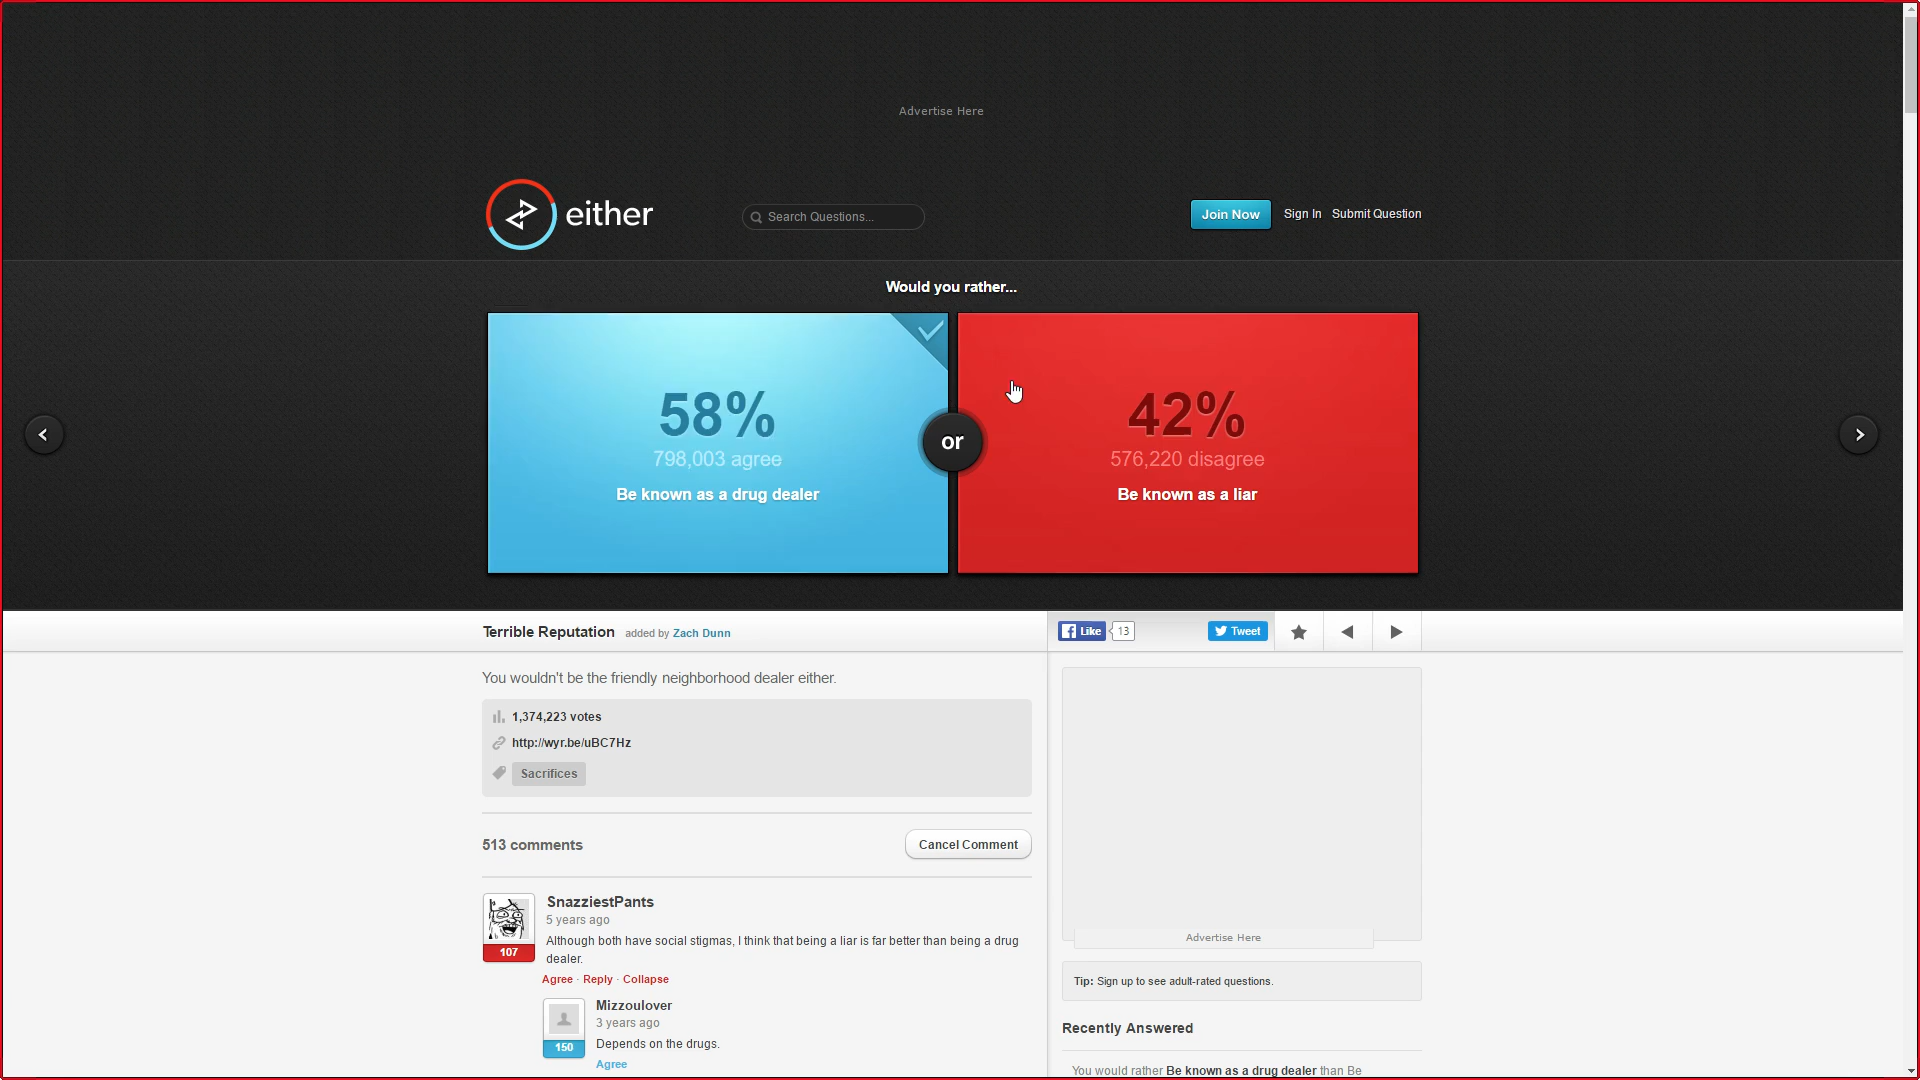 Advertise Here
either
Search Questions...
Join Now
Sign In
Submit Question
Would you rather...
58%
798,003 agree
Be known as a drug dealer
or
42%
576,220 disagree
Be known as a liar
Terrible Reputation added by Zach Dunn
Like 13
Tweet
You wouldn't be the friendly neighborhood dealer either.
1,374,223 votes
http://wyr.be/uBC7Hz
Sacrifices
513 comments
Cancel Comment
SnazziestPants
5 years ago
107
Although both have social stigmas, I think that being a liar is far better than being a drug
dealer.
Agree · Reply · Collapse
Mizzoulover
3 years ago
150
Depends on the drugs.
Agree
Advertise Here
Tip: Sign up to see adult-rated questions.
Recently Answered
You would rather Be known as a drug dealer than Be